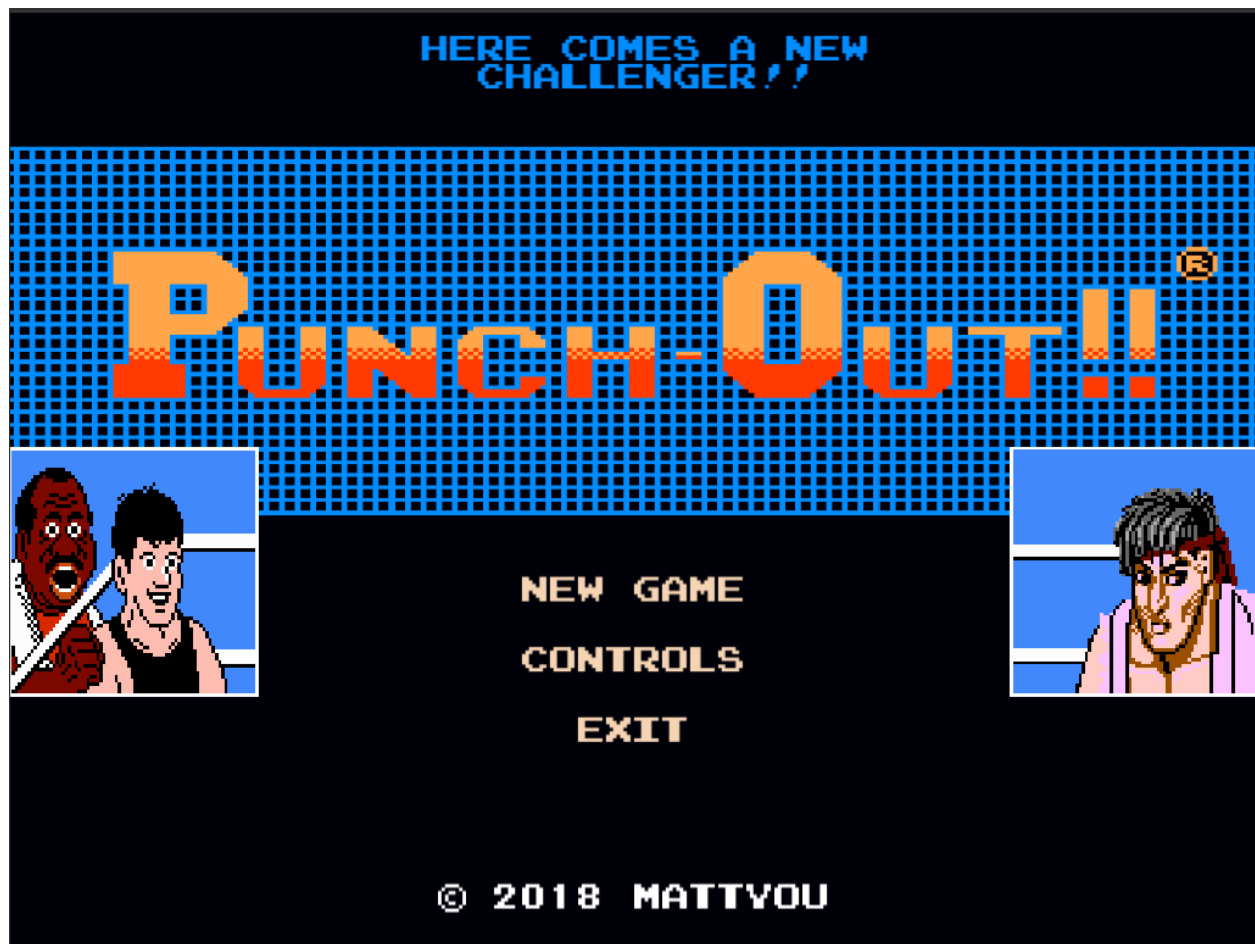 HERE COMES A NEW
CHALLENGER!!
PUNCH-OUT!!®
NEW GAME
CONTROLS
EXIT
© 2018 MATTVOU